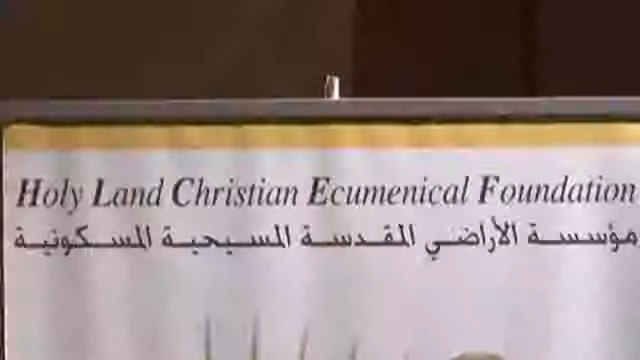 Holy Land Christian Ecumenical Foundation
مؤسسة الأراضي المقدسة المسيحية المسكونية